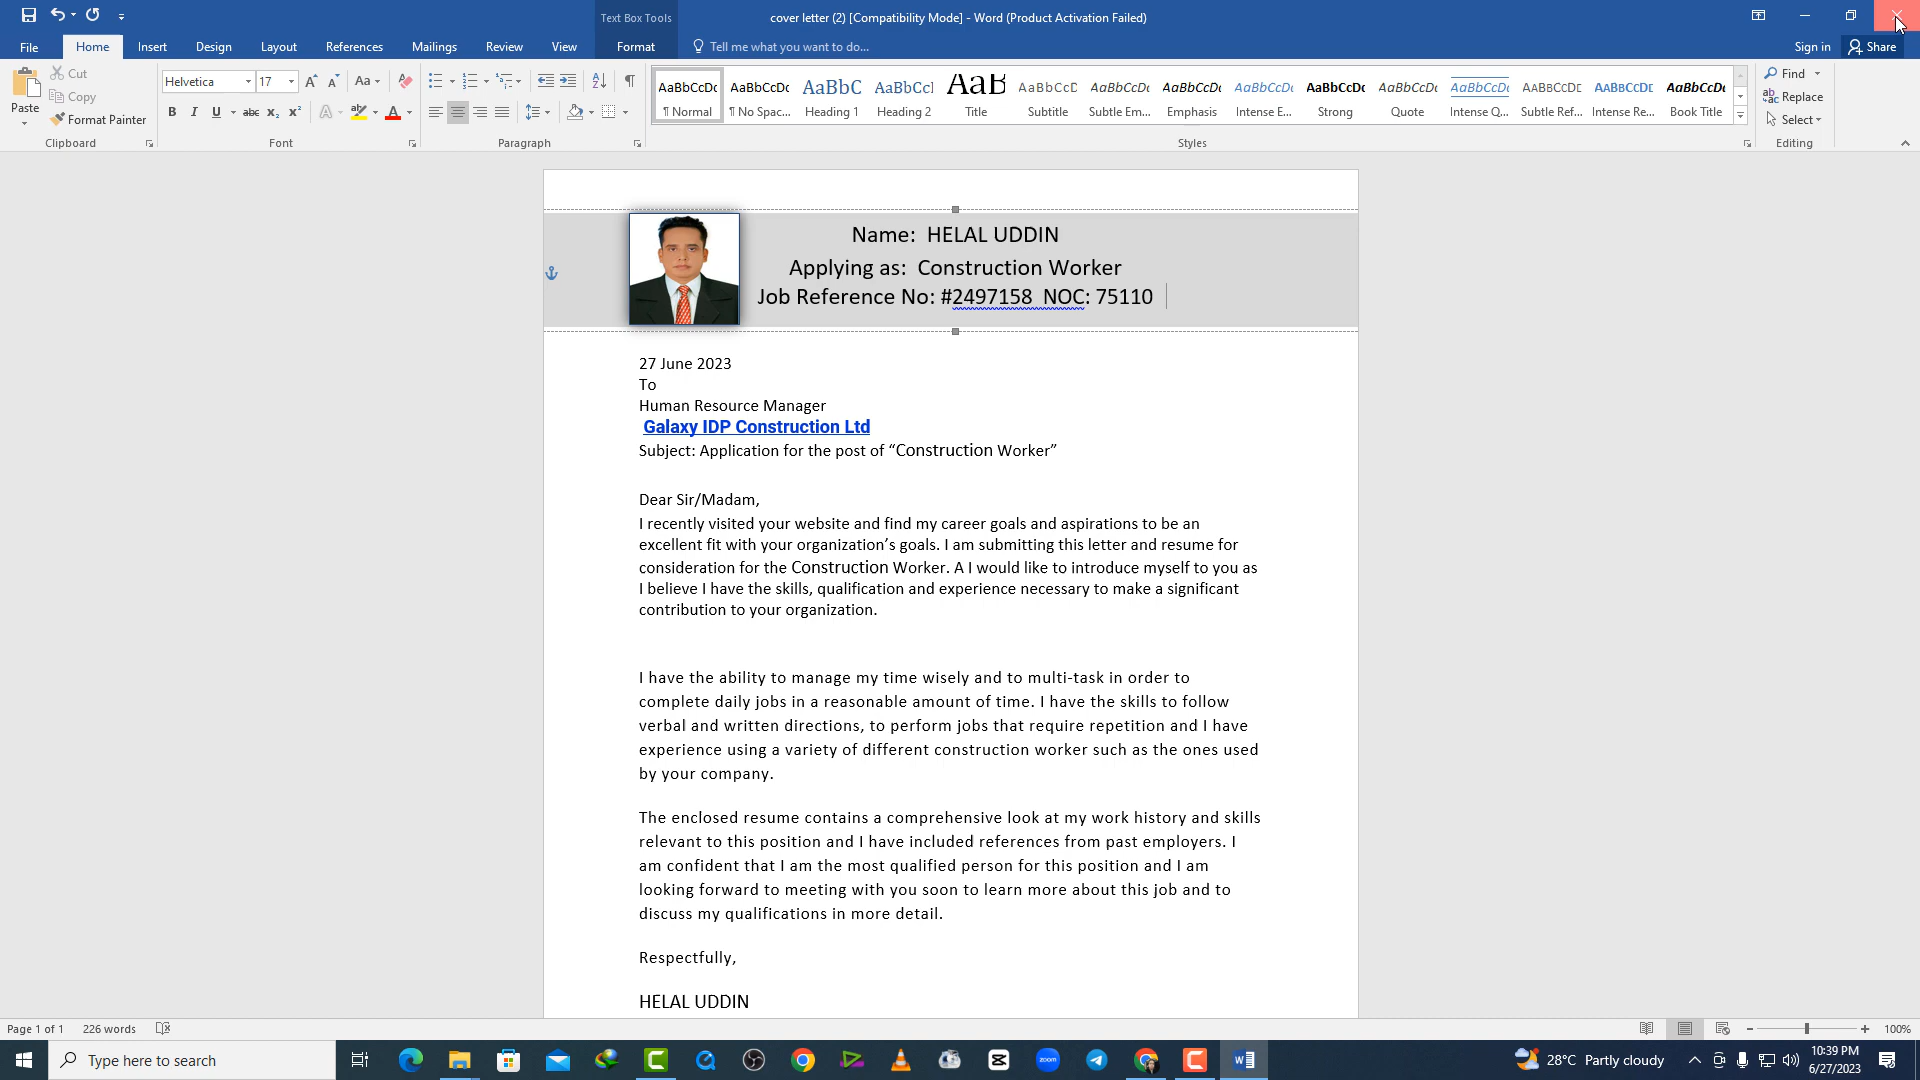 Text Box Tools
cover letter (2) [Compatibility Mode] - Word (Product Activation Failed)
File Home Insert Design Layout References Mailings Review View Format Tell me what you want to do... Sign in Share
Paste
Cut
Copy
Format Painter
Helvetica 17
AaBbCcDc AaBbCcDc AaBbC AaBbCcI AaB AaBbCcD AaBbCcDc AaBbCcDc AaBbCcDc AaBbCcDc AaBbCcDc AaBbCcDc AABBCCDE AABBCCDE AaBbCcDc
¶ Normal ¶ No Spac... Heading 1 Heading 2 Title Subtitle Subtle Em... Emphasis Intense E... Strong Quote Intense Q... Subtle Ref... Intense Re... Book Title
Find
Replace
Select
Clipboard Font Paragraph Styles Editing
Name: HELAL UDDIN
Applying as: Construction Worker
Job Reference No: #2497158 NOC: 75110
27 June 2023
To
Human Resource Manager
Galaxy IDP Construction Ltd
Subject: Application for the post of “Construction Worker”
Dear Sir/Madam,
I recently visited your website and find my career goals and aspirations to be an
excellent fit with your organization’s goals. I am submitting this letter and resume for
consideration for the Construction Worker. A I would like to introduce myself to you as
I believe I have the skills, qualification and experience necessary to make a significant
contribution to your organization.
I have the ability to manage my time wisely and to multi-task in order to
complete daily jobs in a reasonable amount of time. I have the skills to follow
verbal and written directions, to perform jobs that require repetition and I have
experience using a variety of different construction worker such as the ones used
by your company.
The enclosed resume contains a comprehensive look at my work history and skills
relevant to this position and I have included references from past employers. I
am confident that I am the most qualified person for this position and I am
looking forward to meeting with you soon to learn more about this job and to
discuss my qualifications in more detail.
Respectfully,
HELAL UDDIN
Page 1 of 1 226 words 100%
Type here to search
zoom
28°C Partly cloudy
10:39 PM
6/27/2023